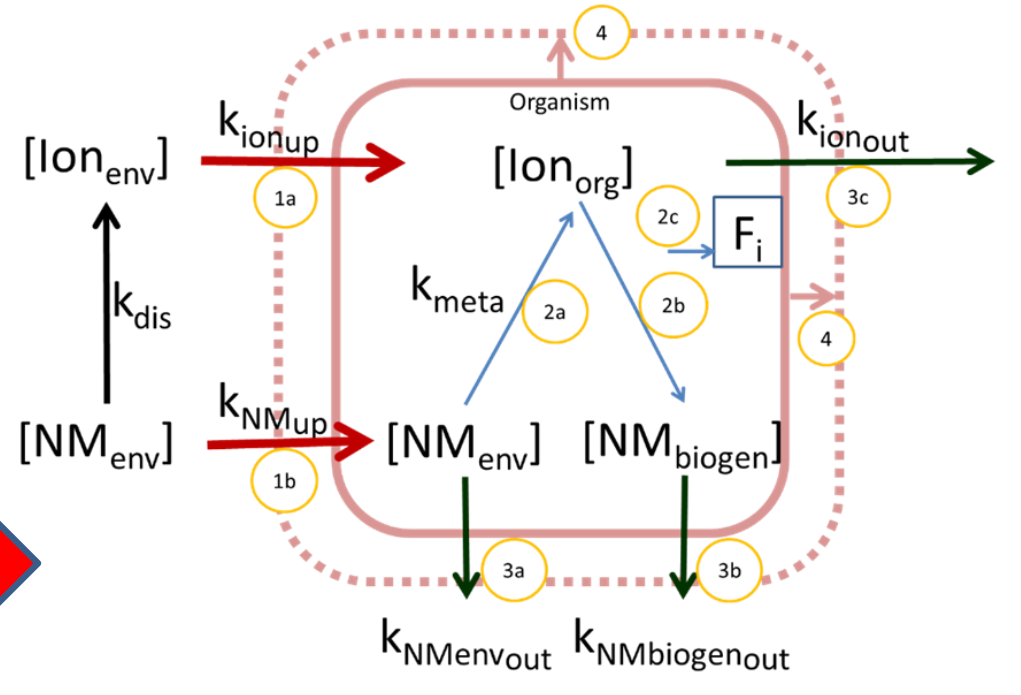 4
Organism
k_ion_up
k_ion_out
[Ion_env]
[Ion_org]
1a
2c
3c
F_i
k_dis
k_meta
2a
2b
4
k_NM_up
[NM_env]
[NM_env]
[NM_biogen]
1b
3a
3b
k_NMenv_out
k_NMbiogen_out